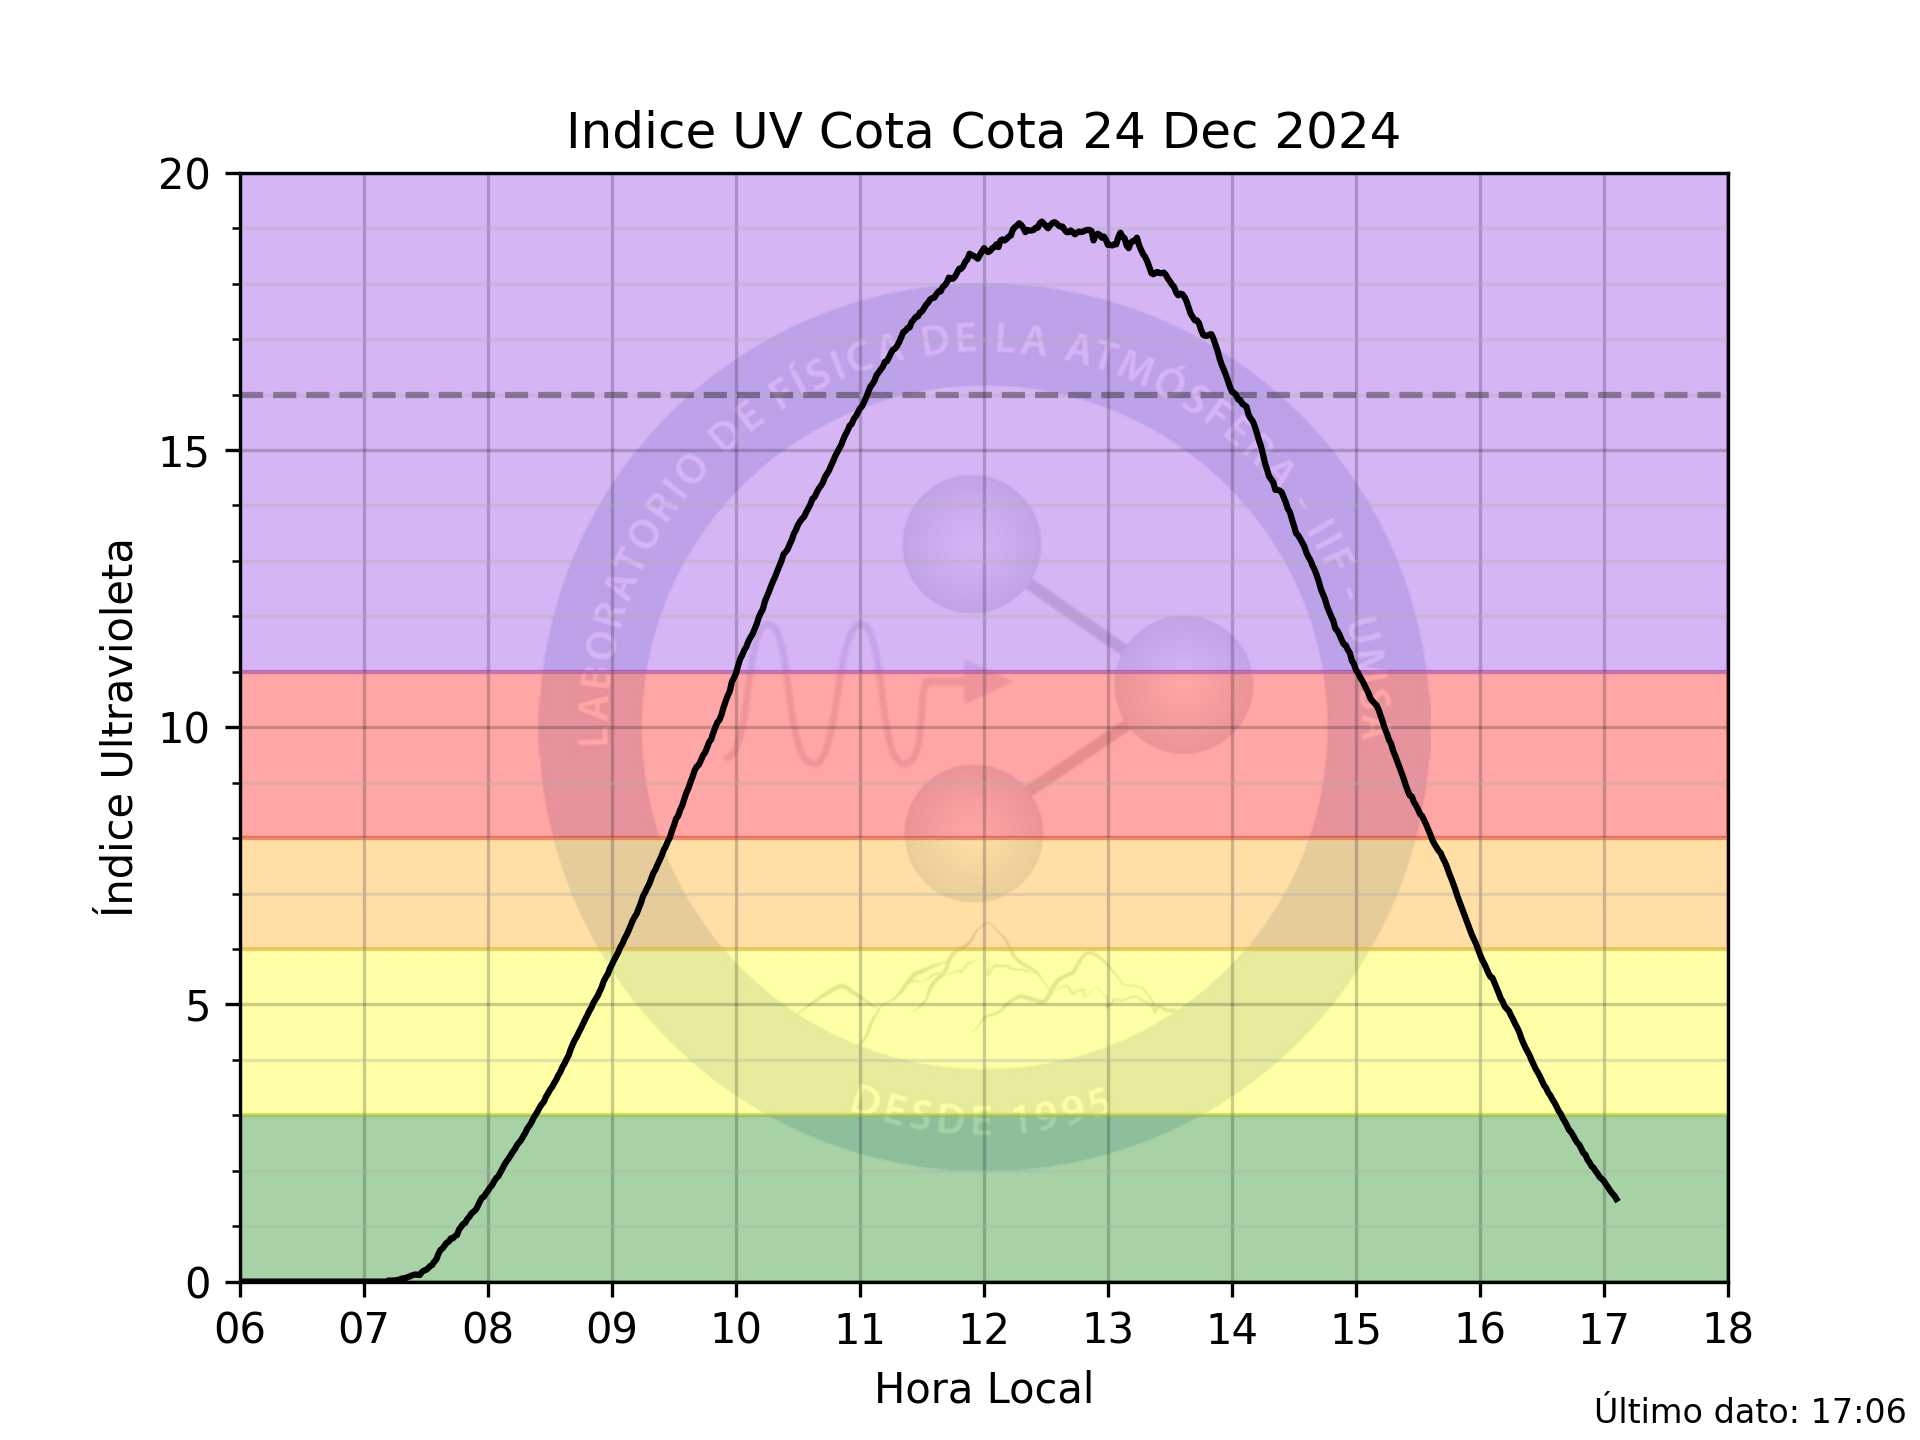 Indice UV Cota Cota 24 Dec 2024
20
15
10
5
0
Índice Ultravioleta
LABORATORIO DE FÍSICA DE LA ATMÓSFERA - IIF - UMSA
DESDE 1995
06 07 08 09 10 11 12 13 14 15 16 17 18
Hora Local
Último dato: 17:06